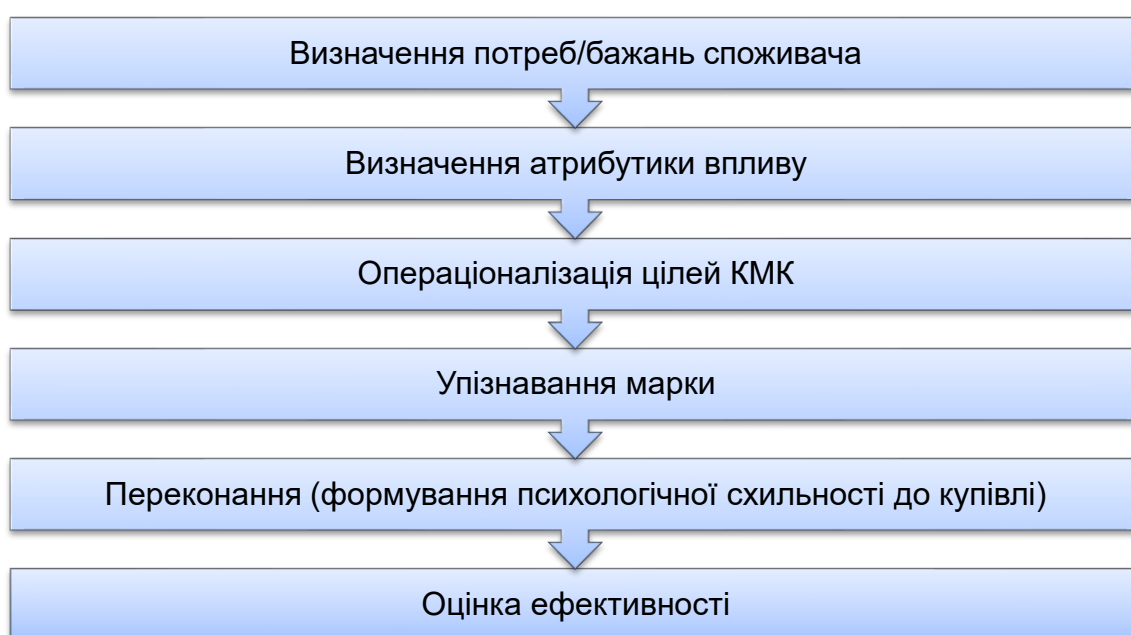 Визначення потреб/бажань споживача
Визначення атрибутики впливу
Операціоналізація цілей КМК
Упізнавання марки
Переконання (формування психологічної схильності до купівлі)
Оцінка ефективності